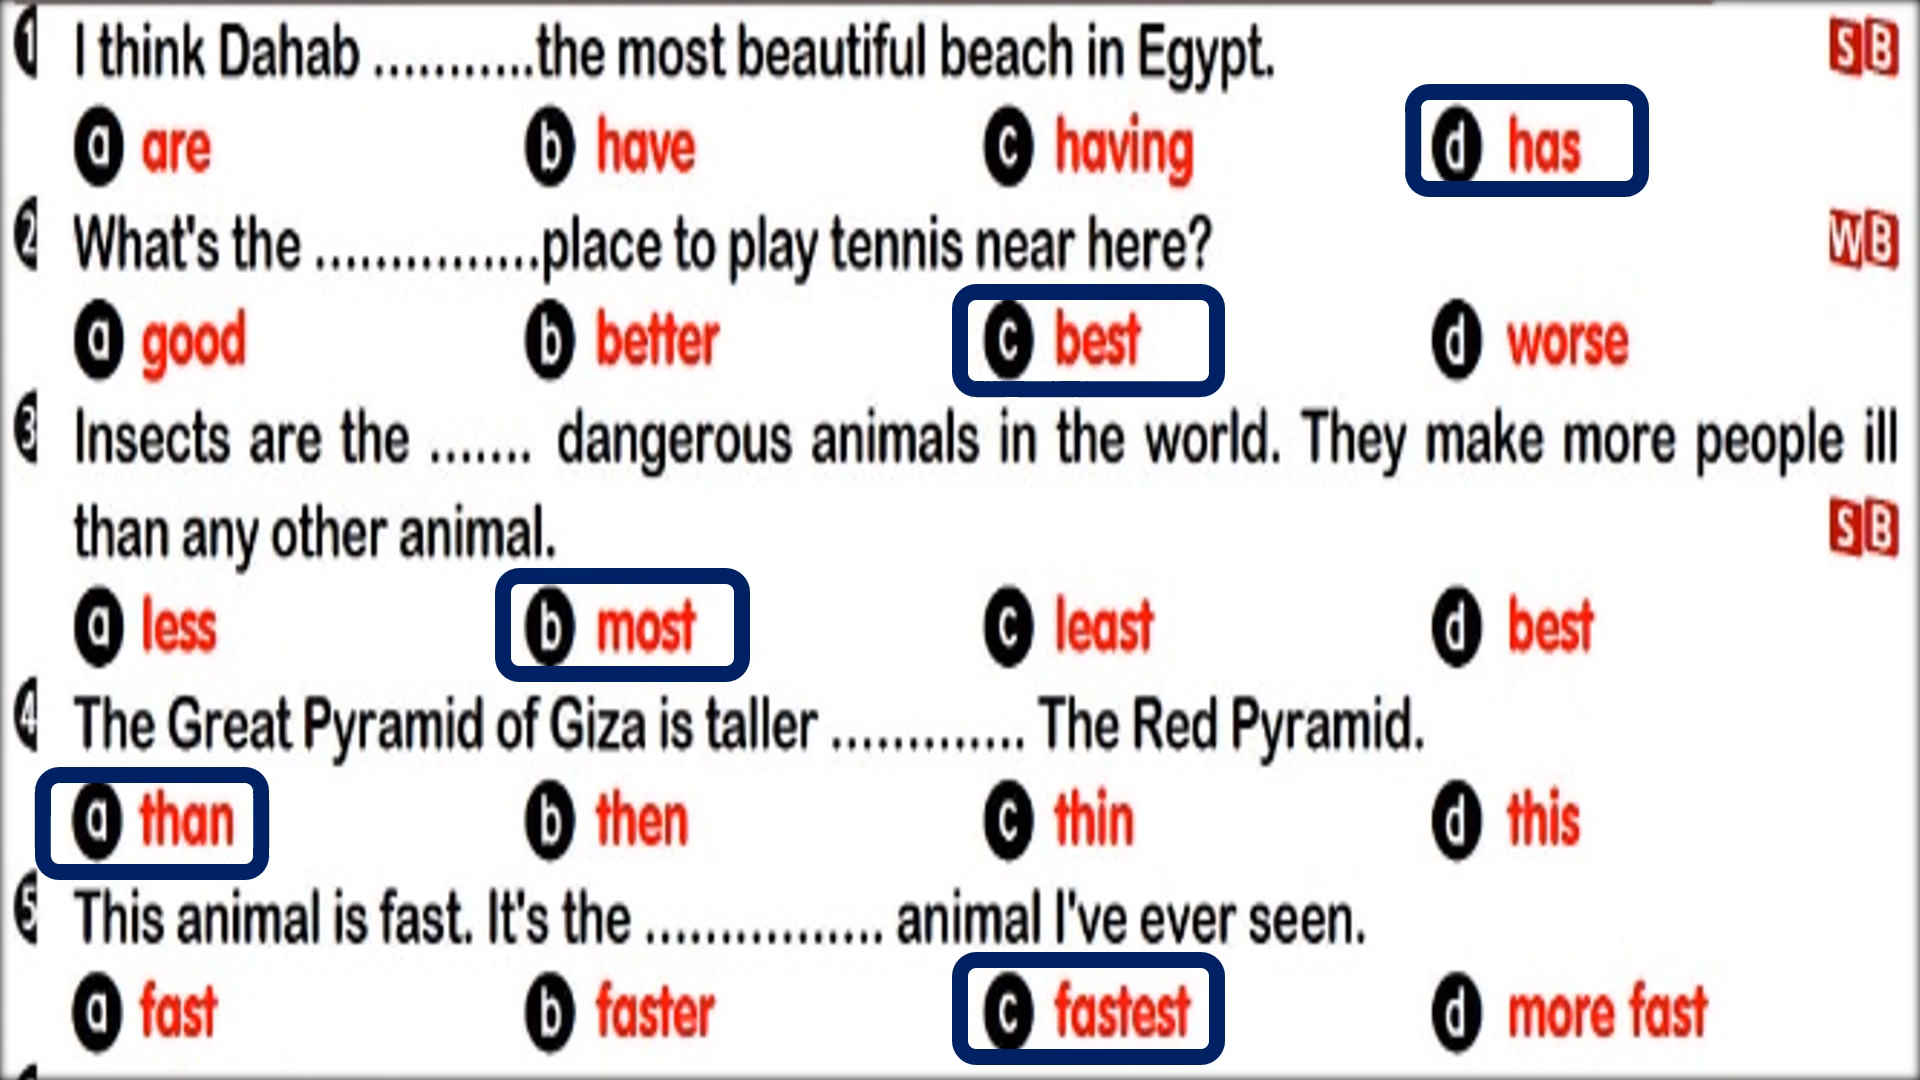 1 I think Dahab ...........the most beautiful beach in Egypt. SB
a are b have c having d has
2 What's the ...............place to play tennis near here? WB
a good b better c best d worse
3 Insects are the ....... dangerous animals in the world. They make more people ill
than any other animal. SB
a less b most c least d best
4 The Great Pyramid of Giza is taller ............. The Red Pyramid.
a than b then c thin d this
5 This animal is fast. It's the ................ animal I've ever seen.
a fast b faster c fastest d more fast